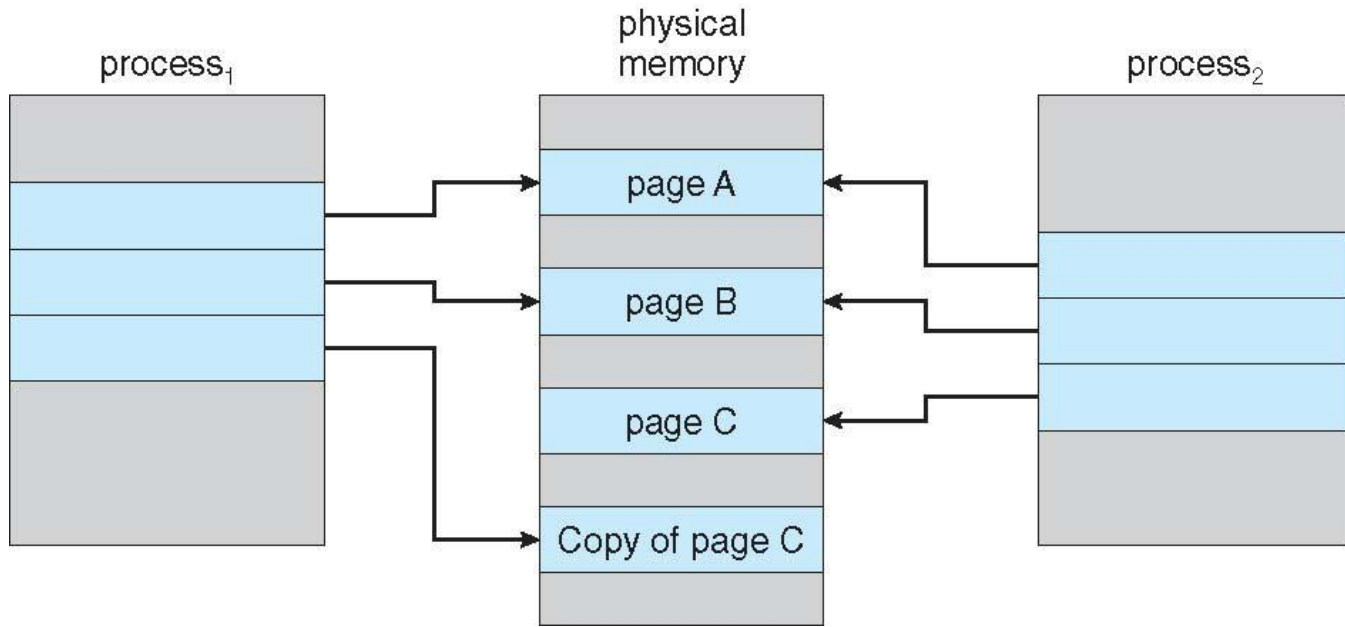 process₁
physical
memory
process₂
page A
page B
page C
Copy of page C